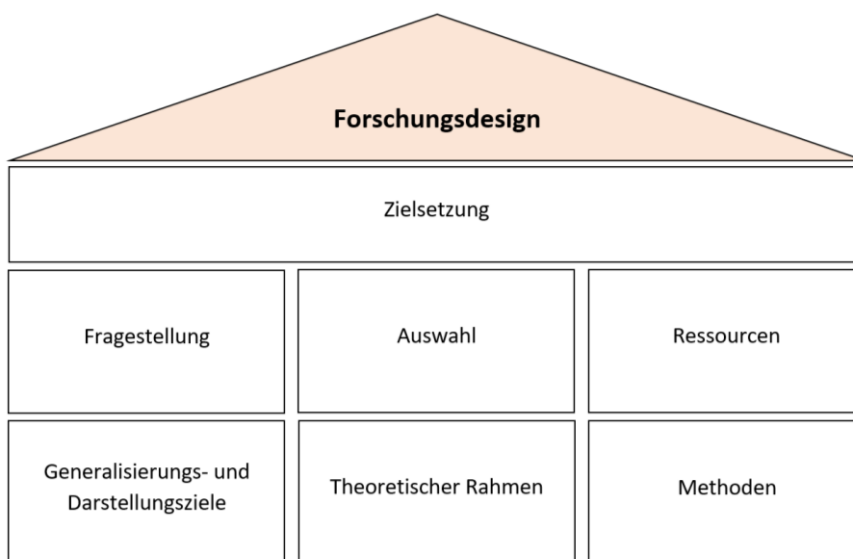 Forschungsdesign
Zielsetzung
Fragestellung
Auswahl
Ressourcen
Generalisierungs- und
Darstellungsziele
Theoretischer Rahmen
Methoden